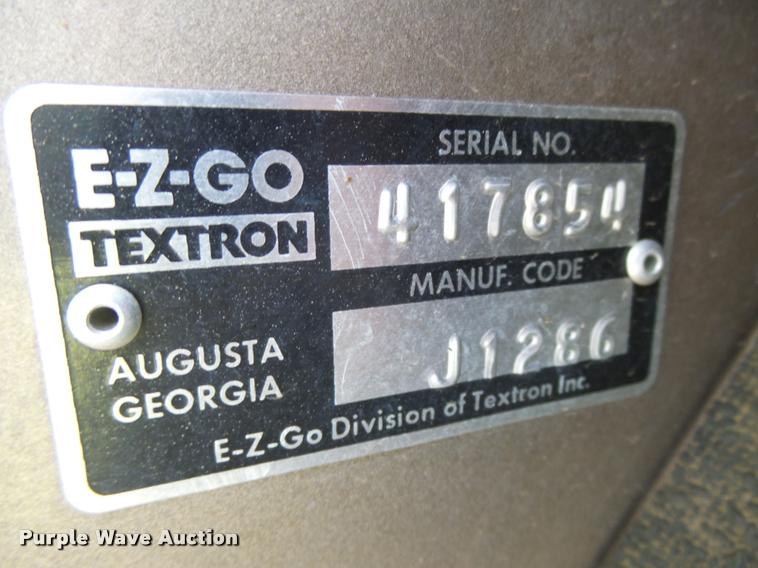 E-Z-GO
TEXTRON
AUGUSTA
GEORGIA
SERIAL NO.
417854
MANUF. CODE
J1286
E-Z-Go Division of Textron Inc.
Purple Wave Auction